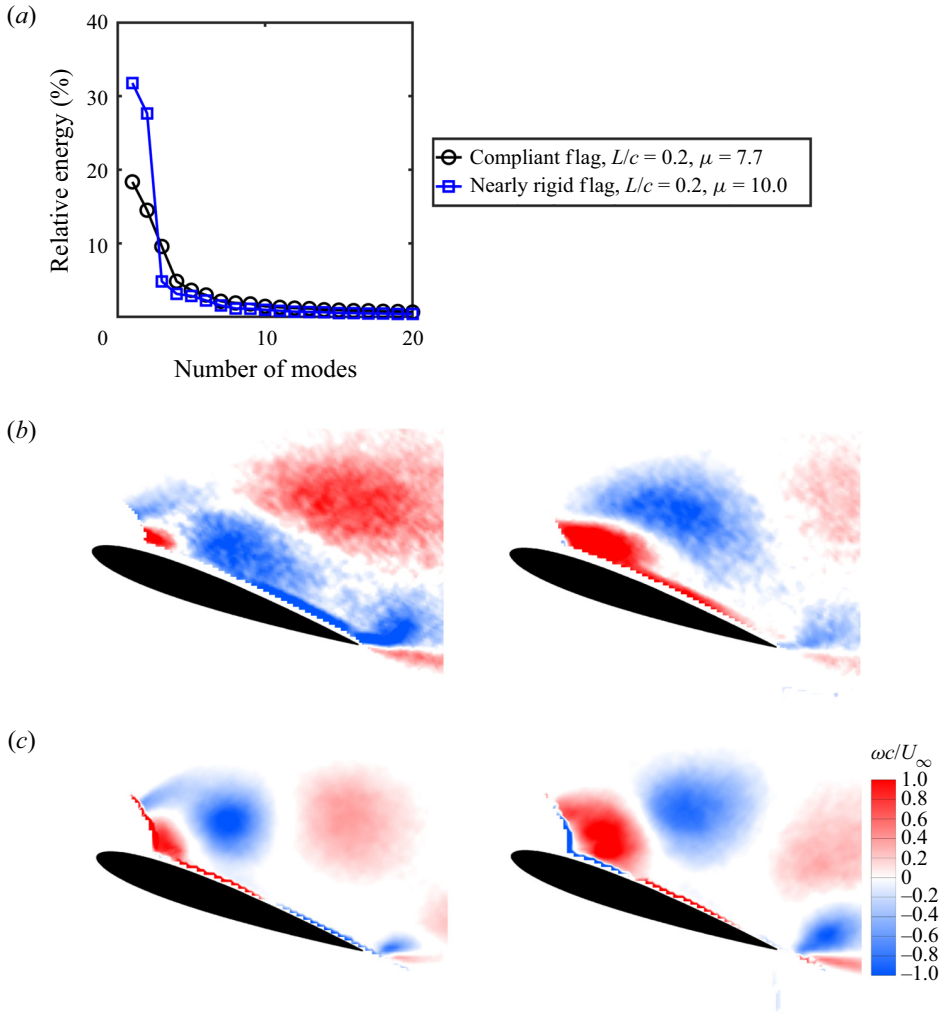 (a)
40
30
20
10
0
10
20
Relative energy (%)
Number of modes
Compliant flag, L/c = 0.2, μ = 7.7
Nearly rigid flag, L/c = 0.2, μ = 10.0
(b)
(c)
ωc/U∞
1.0
0.8
0.6
0.4
0.2
0
−0.2
−0.4
−0.6
−0.8
−1.0